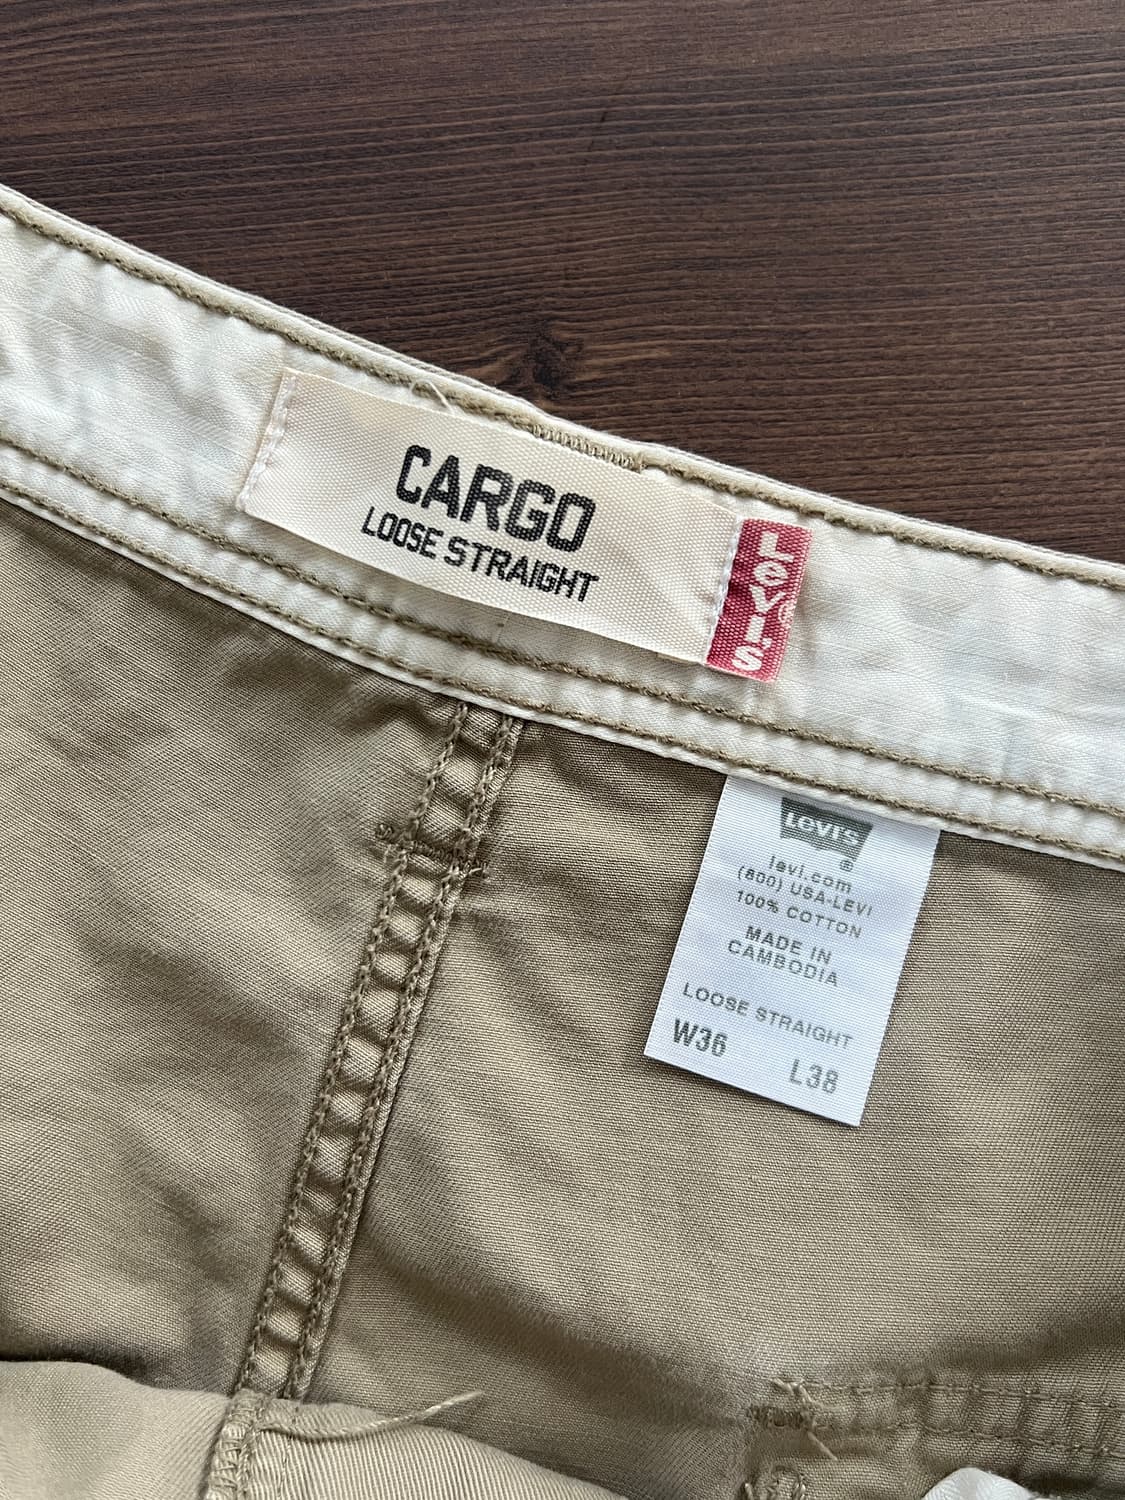 CARGO
LOOSE STRAIGHT
Levi's®
Levi's
®
levi.com
(800) USA-LEVI
100% COTTON
MADE IN
CAMBODIA
LOOSE STRAIGHT
W36 L38